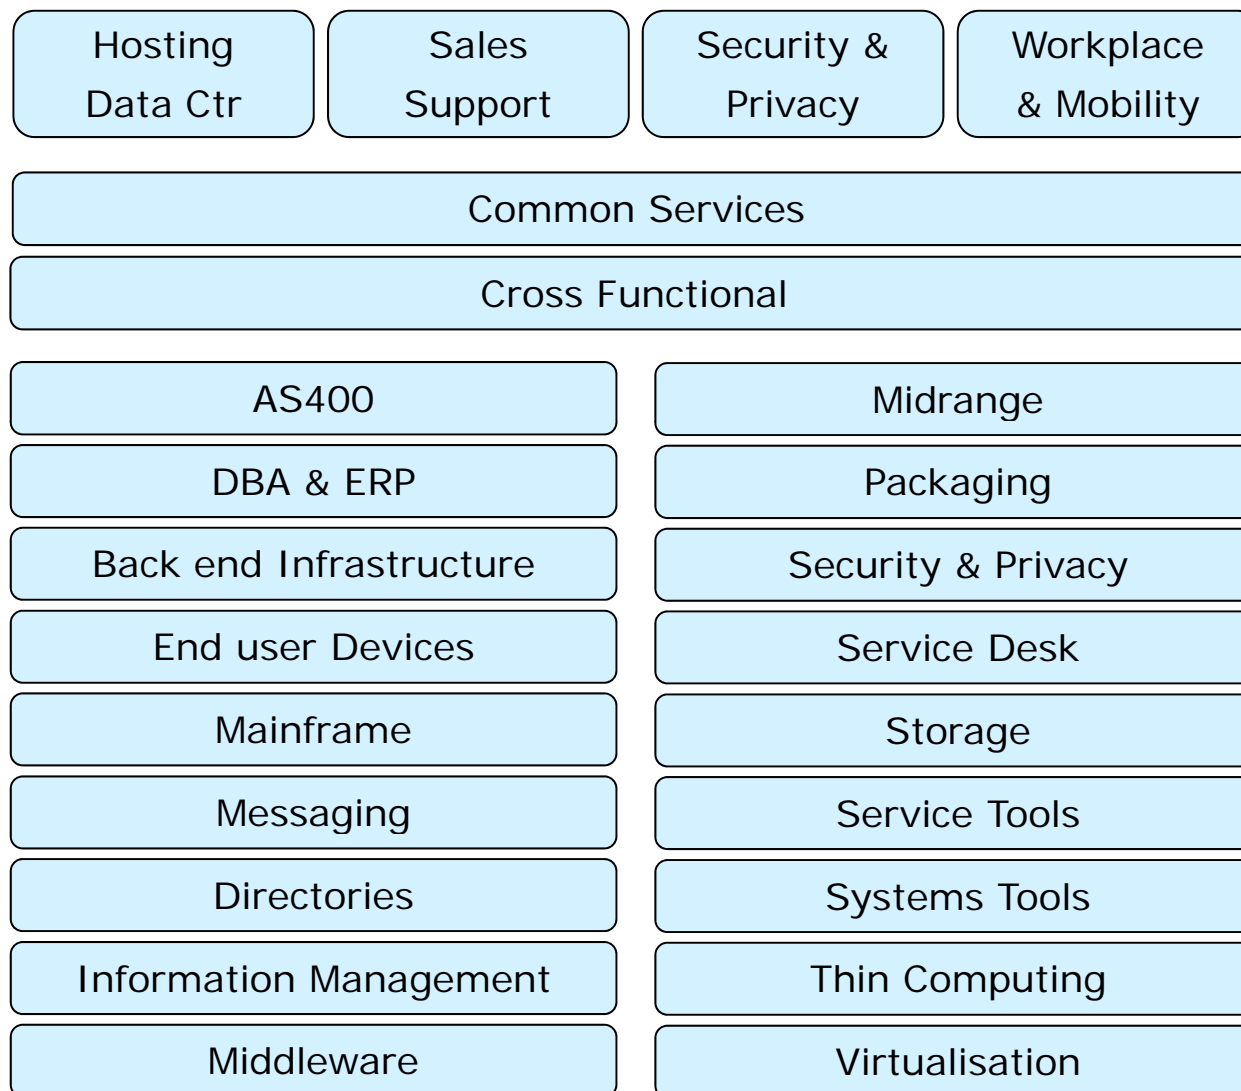 Hosting
Data Ctr
Sales
Support
Security &
Privacy
Workplace
& Mobility
Common Services
Cross Functional
AS400
Midrange
DBA & ERP
Packaging
Back end Infrastructure
Security & Privacy
End user Devices
Service Desk
Mainframe
Storage
Messaging
Service Tools
Directories
Systems Tools
Information Management
Thin Computing
Middleware
Virtualisation